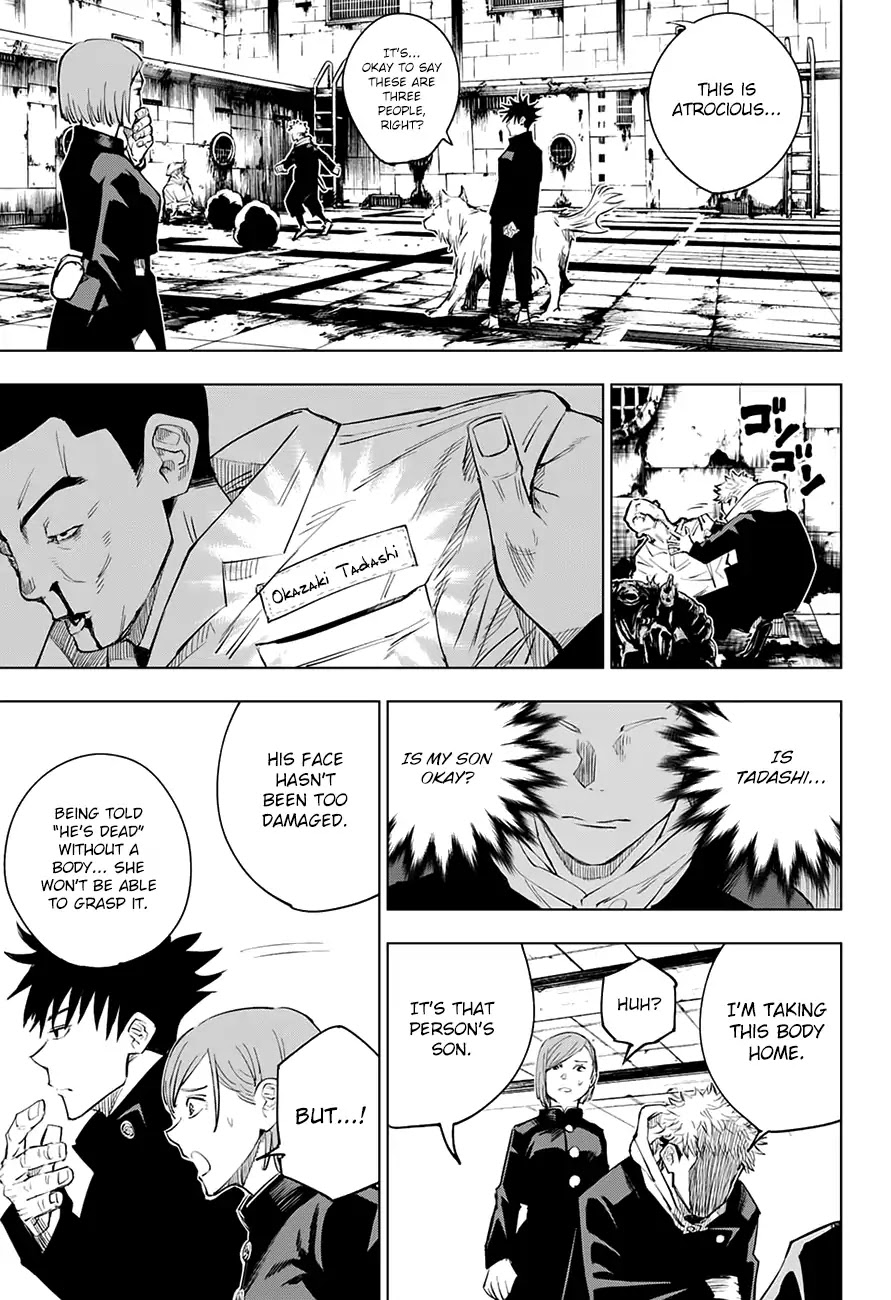 THIS IS
ATROCIOUS...
IT'S...
OKAY TO SAY
THESE ARE
THREE
PEOPLE,
RIGHT?
ゴソ
ゴソ
Okazaki Tadashi
IS
TADASHI...
IS MY SON
OKAY?
I'M TAKING
THIS BODY
HOME.
HUH?
IT'S THAT
PERSON'S
SON.
HIS FACE
HASN'T
BEEN TOO
DAMAGED.
BEING TOLD
"HE'S DEAD"
WITHOUT A
BODY... SHE
WON'T BE ABLE
TO GRASP IT.
BUT...!